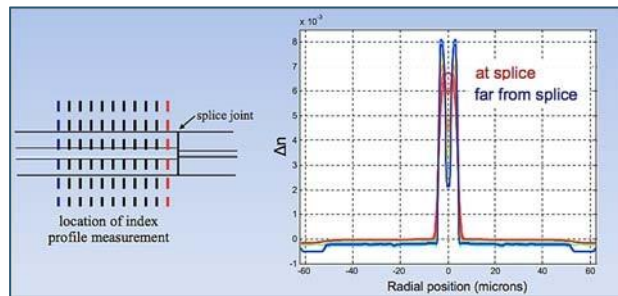 splice joint
location of index
profile measurement
x 10⁻³
8
7
6
5
4
3
2
1
0
-1
Δn
at splice
far from splice
-60
-40
-20
0
20
40
60
Radial position (microns)